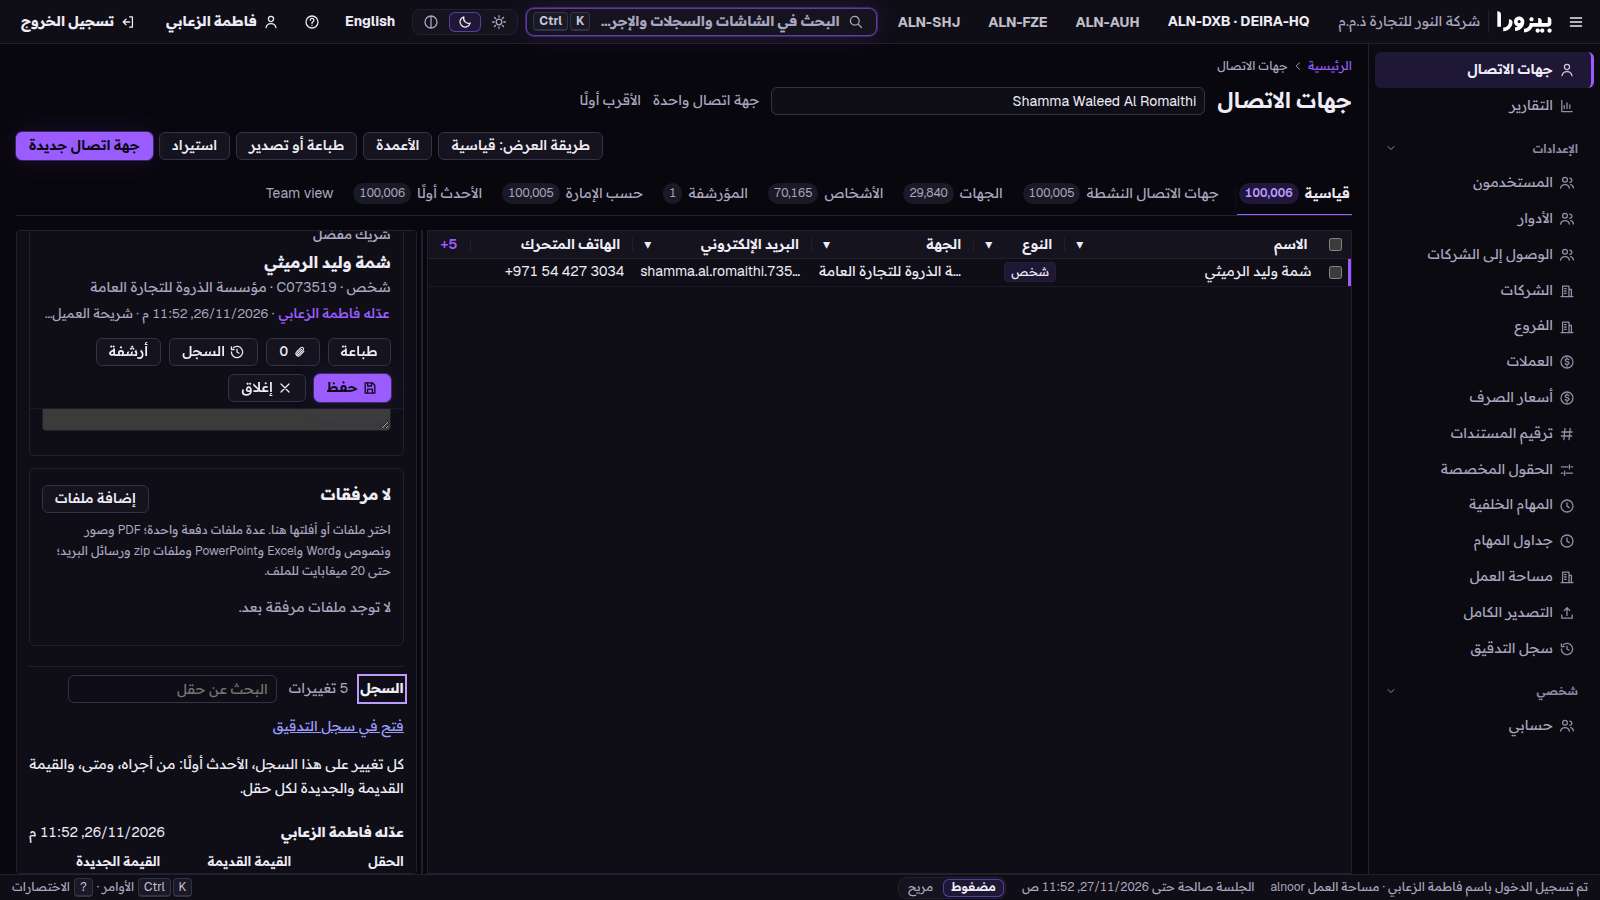 بيزورا
شركة النور للتجارة ذ.م.م
ALN-DXB · DEIRA-HQ
ALN-AUH
ALN-FZE
ALN-SHJ
البحث في الشاشات والسجلات والإجر...
Ctrl K
English
فاطمة الزعابي
تسجيل الخروج
جهات الاتصال
التقارير
الإعدادات
المستخدمون
الأدوار
الوصول إلى الشركات
الشركات
الفروع
العملات
أسعار الصرف
ترقيم المستندات
الحقول المخصصة
المهام الخلفية
جداول المهام
مساحة العمل
التصدير الكامل
سجل التدقيق
شخصي
حسابي
الرئيسية › جهات الاتصال
جهات الاتصال
Shamma Waleed Al Romaithi
جهة اتصال واحدة
الأقرب أولًا
طريقة العرض: قياسية
الأعمدة
طباعة أو تصدير
استيراد
جهة اتصال جديدة
قياسية 100,006
جهات الاتصال النشطة 100,005
الجهات 29,840
الأشخاص 70,165
المؤرشفة 1
حسب الإمارة 100,005
الأحدث أولًا 100,006
Team view
الاسم ▼ النوع ▼ الجهة ▼ البريد الإلكتروني ▼ الهاتف المتحرك +5
شمة وليد الرميثي شخص ...ة الذروة للتجارة العامة shamma.al.romaithi.735... +971 54 427 3034
شريك مفضل
شمة وليد الرميثي
شخص · C073519 · مؤسسة الذروة للتجارة العامة
عدّله فاطمة الزعابي · 26/11/2026, 11:52 م · شريحة العميل...
طباعة
0
السجل
أرشفة
حفظ
إغلاق
لا مرفقات
إضافة ملفات
اختر ملفات أو أفلتها هنا. عدة ملفات دفعة واحدة؛ PDF وصور
ونصوص وWord وExcel وPowerPoint وملفات zip ورسائل البريد؛
حتى 20 ميغابايت للملف.
لا توجد ملفات مرفقة بعد.
السجل
5 تغييرات
البحث عن حقل
فتح في سجل التدقيق
كل تغيير على هذا السجل، الأحدث أولًا: من أجراه، ومتى، والقيمة
القديمة والجديدة لكل حقل.
عدّله فاطمة الزعابي 26/11/2026, 11:52 م
الحقل القيمة القديمة القيمة الجديدة
تم تسجيل الدخول باسم فاطمة الزعابي · مساحة العمل alnoor
الجلسة صالحة حتى 27/11/2026, 11:52 ص
مضغوط
مريح
Ctrl K الأوامر · ? الاختصارات